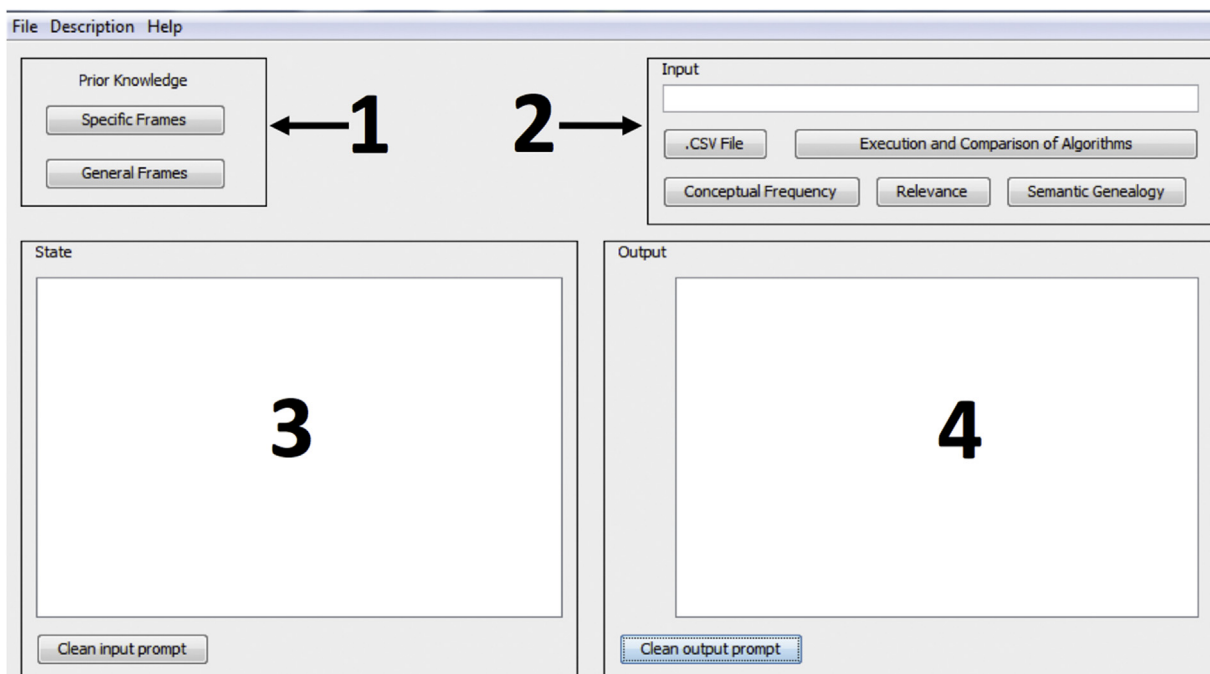 File Description Help
Prior Knowledge
Specific Frames
General Frames
1
2
Input
.CSV File
Execution and Comparison of Algorithms
Conceptual Frequency
Relevance
Semantic Genealogy
State
3
Clean input prompt
Output
4
Clean output prompt